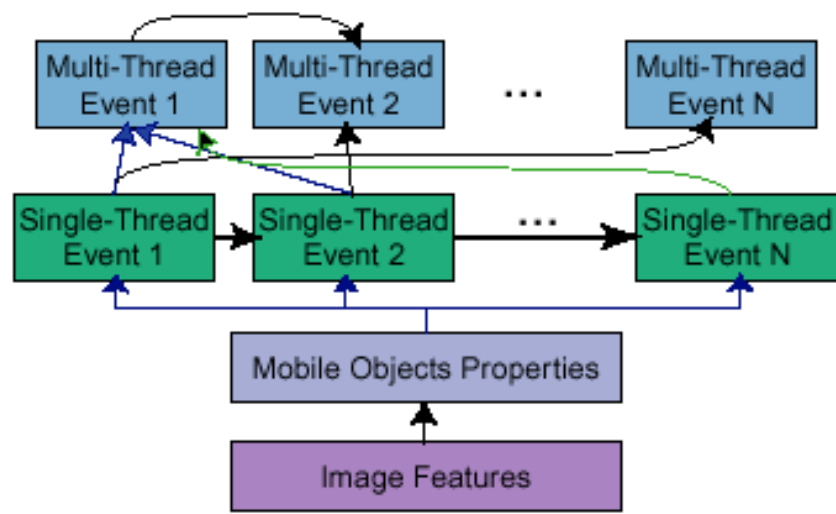 Multi-Thread
Event 1
Multi-Thread
Event 2
...
Multi-Thread
Event N
Single-Thread
Event 1
Single-Thread
Event 2
...
Single-Thread
Event N
Mobile Objects Properties
Image Features